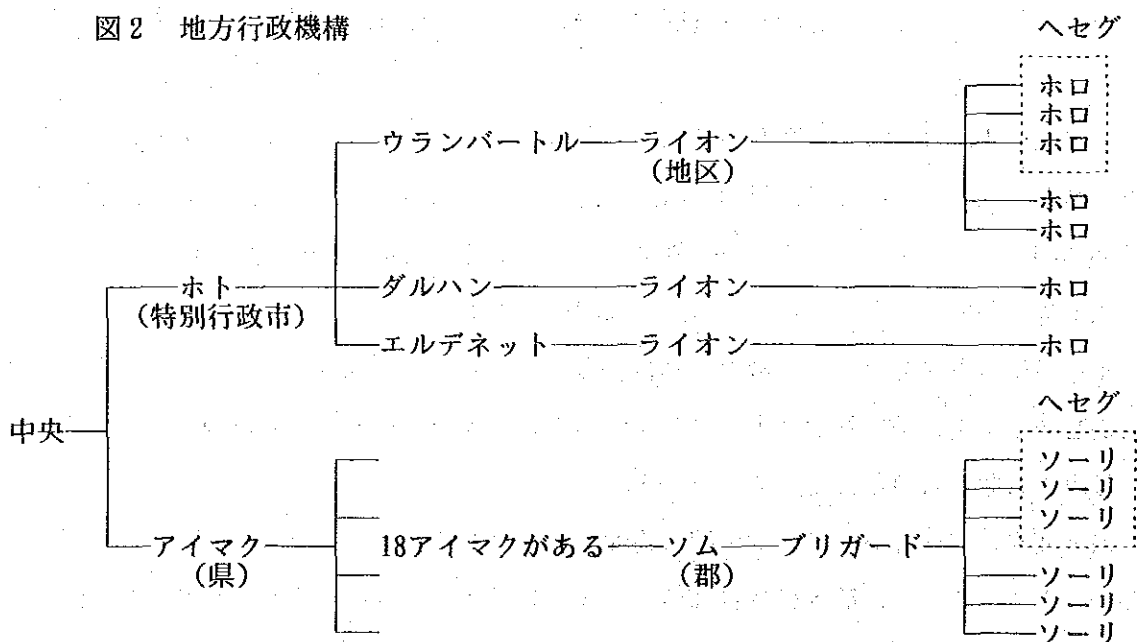 図2 地方行政機構
ヘセグ
ホロ
ホロ
ウランバートル ライオン ホロ
(地区)
ホロ
ホロ
ホト ダルハン ライオン ホロ
(特別行政市)
エルデネット ライオン ホロ
ヘセグ
中央
ソーリ
ソーリ
ソーリ
アイマク 18アイマクがある ソム ブリガード
(県) (郡)
ソーリ
ソーリ
ソーリ